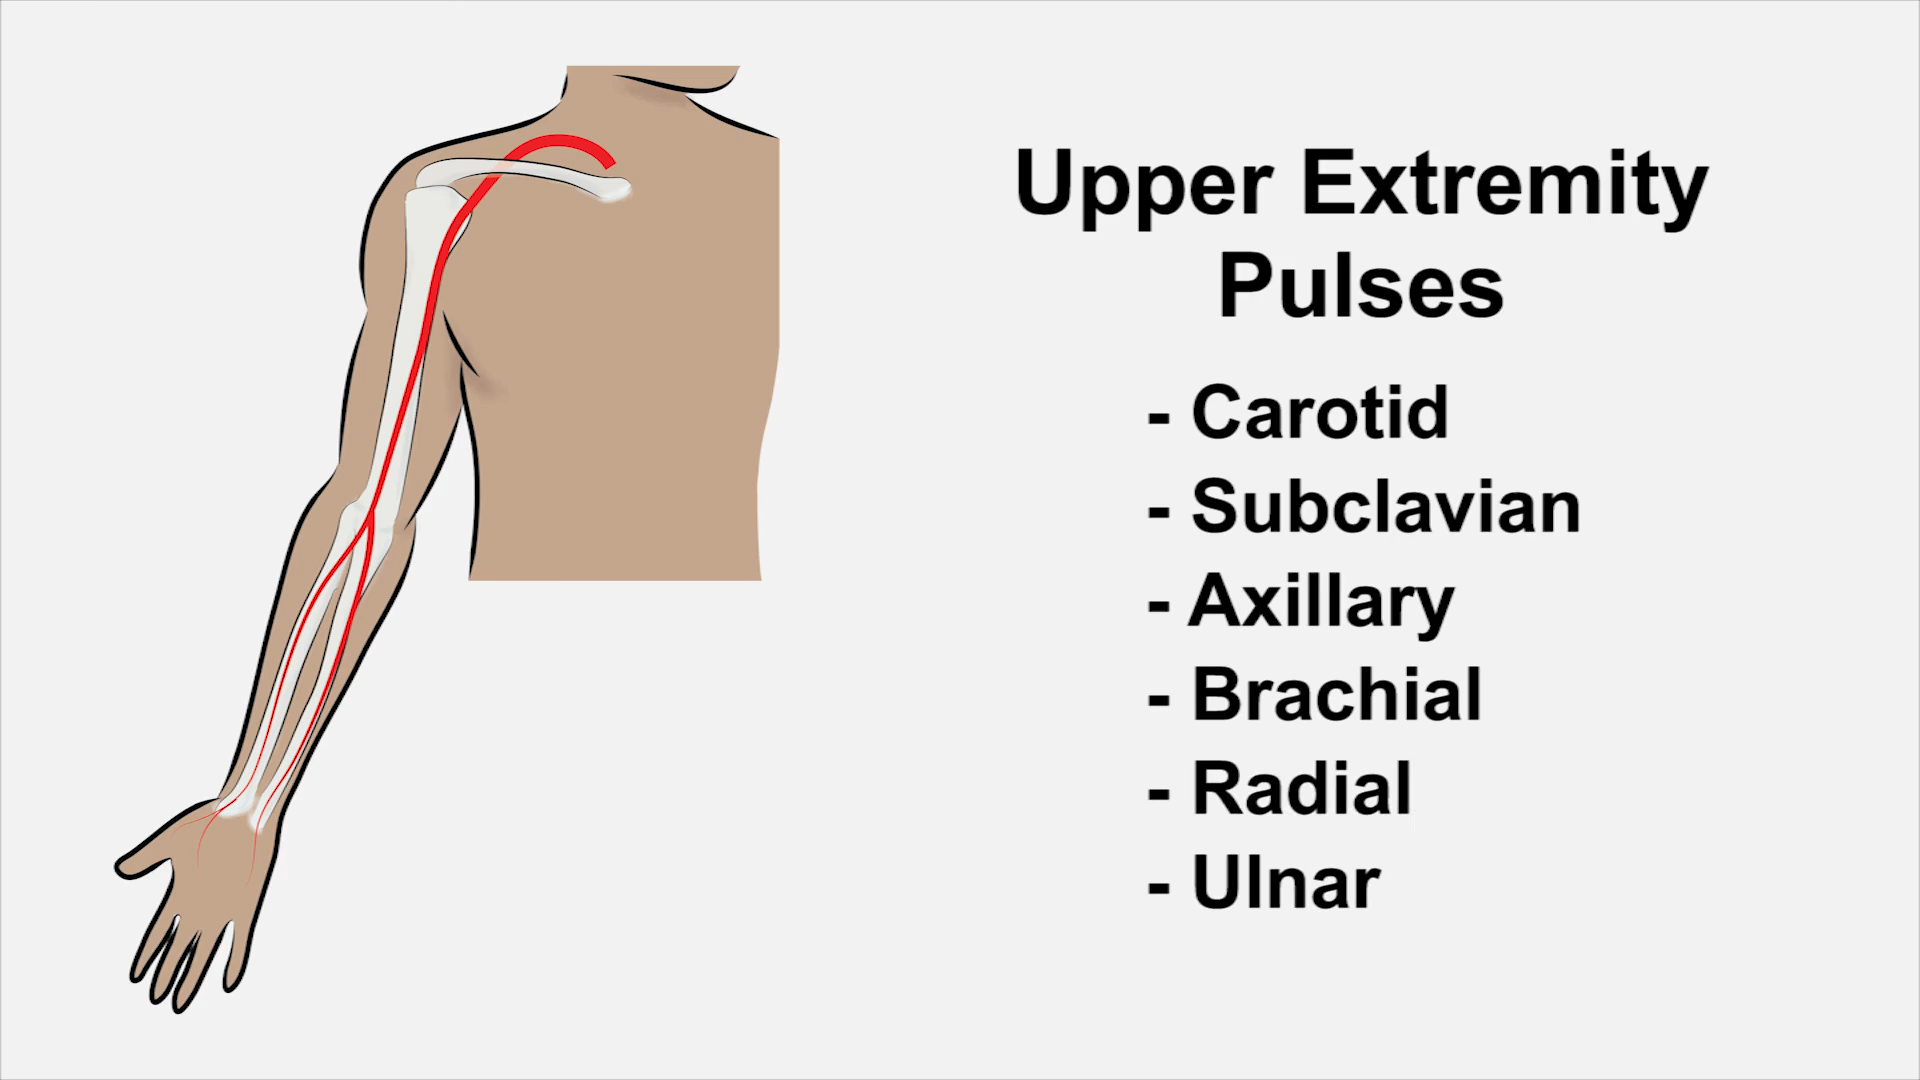 Upper Extremity
Pulses
- Carotid
- Subclavian
- Axillary
- Brachial
- Radial
- Ulnar